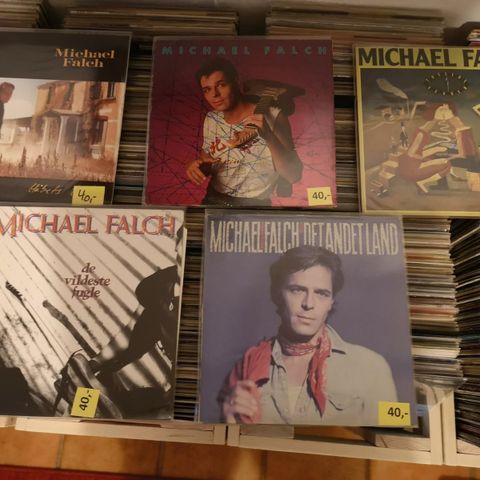 Michael
Falch
40,-
MICHAEL FALCH
40,-
MICHAEL FA
MICHAEL FALCH
de
vildeste
fugle
40,-
MICHAEL FALCH DET ANDET LAND
40,-